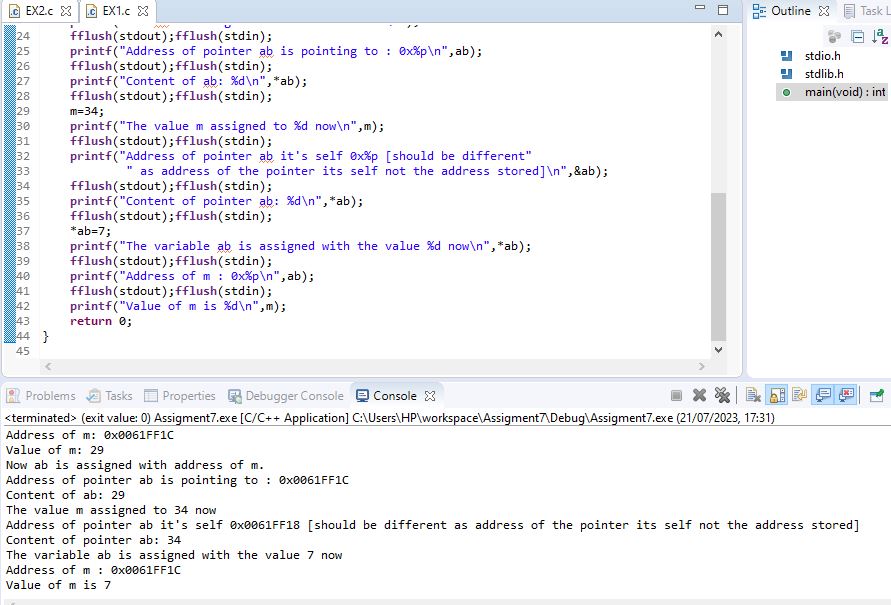 EX2.c EX1.c
24 fflush(stdout);fflush(stdin);
25 printf("Address of pointer ab is pointing to : 0x%p\n",ab);
26 fflush(stdout);fflush(stdin);
27 printf("Content of ab: %d\n",*ab);
28 fflush(stdout);fflush(stdin);
29 m=34;
30 printf("The value m assigned to %d now\n",m);
31 fflush(stdout);fflush(stdin);
32 printf("Address of pointer ab it's self 0x%p [should be different"
33 " as address of the pointer its self not the address stored]\n",&ab);
34 fflush(stdout);fflush(stdin);
35 printf("Content of pointer ab: %d\n",*ab);
36 fflush(stdout);fflush(stdin);
37 *ab=7;
38 printf("The variable ab is assigned with the value %d now\n",*ab);
39 fflush(stdout);fflush(stdin);
40 printf("Address of m : 0x%p\n",ab);
41 fflush(stdout);fflush(stdin);
42 printf("Value of m is %d\n",m);
43 return 0;
44 }
45
Outline Task L
stdio.h
stdlib.h
main(void) : int
Problems Tasks Properties Debugger Console Console
<terminated> (exit value: 0) Assigment7.exe [C/C++ Application] C:\Users\HP\workspace\Assigment7\Debug\Assigment7.exe (21/07/2023, 17:31)
Address of m: 0x0061FF1C
Value of m: 29
Now ab is assigned with address of m.
Address of pointer ab is pointing to : 0x0061FF1C
Content of ab: 29
The value m assigned to 34 now
Address of pointer ab it's self 0x0061FF18 [should be different as address of the pointer its self not the address stored]
Content of pointer ab: 34
The variable ab is assigned with the value 7 now
Address of m : 0x0061FF1C
Value of m is 7